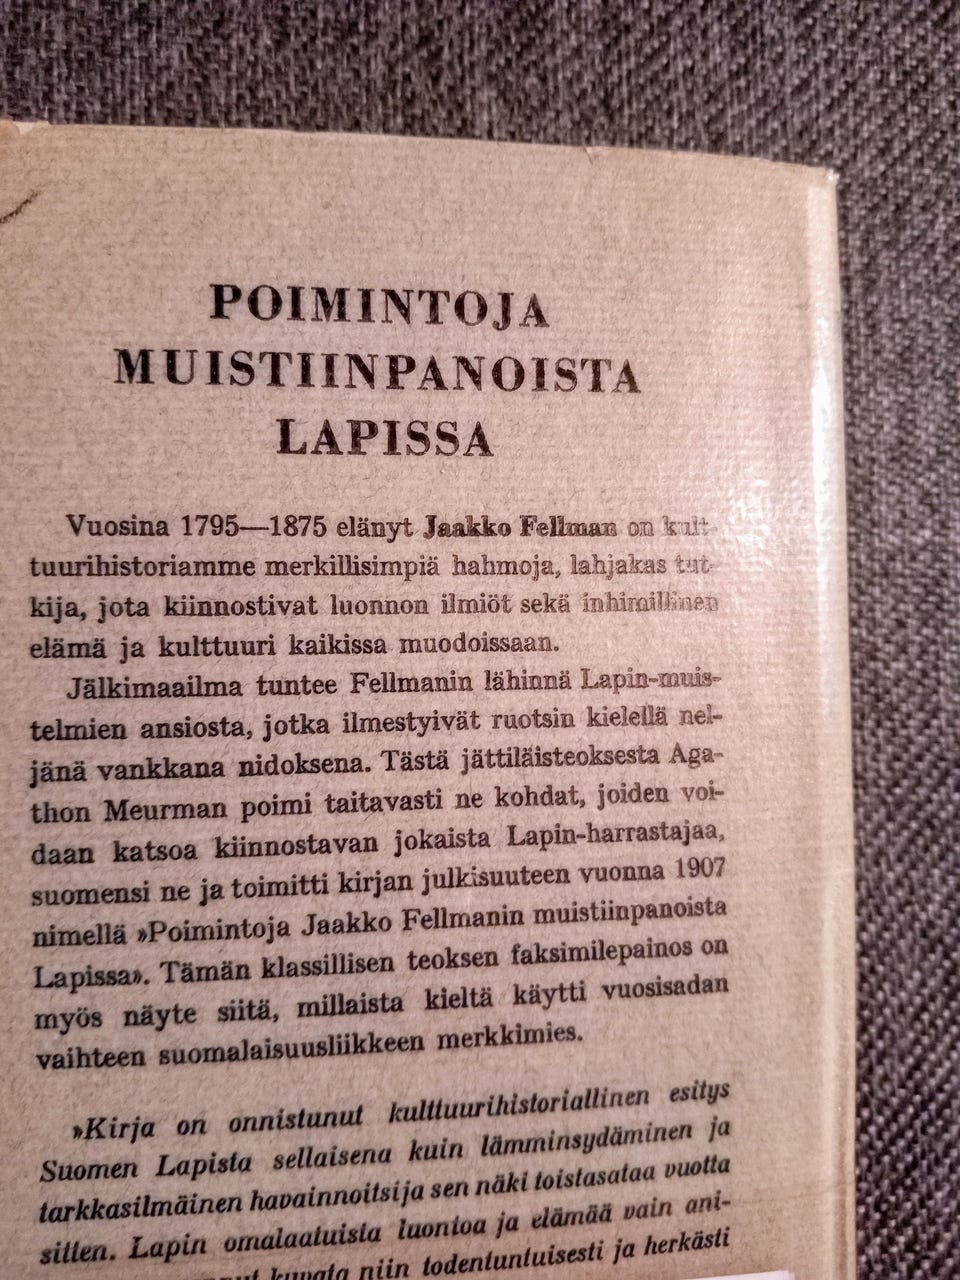 POIMINTOJA
MUISTIINPANOISTA
LAPISSA
Vuosina 1795—1875 elänyt Jaakko Fellman on kult-
tuurihistoriamme merkillisimpiä hahmoja, lahjakas tut-
kija, jota kiinnostivat luonnon ilmiöt sekä inhimillinen
elämä ja kulttuuri kaikissa muodoissaan.
Jälkimaailma tuntee Fellmanin lähinnä Lapin-muis-
telmien ansiosta, jotka ilmestyivät ruotsin kielellä nel-
jänä vankkana nidoksena. Tästä jättiläisteoksesta Aga-
thon Meurman poimi taitavasti ne kohdat, joiden voi-
daan katsoa kiinnostavan jokaista Lapin-harrastajaa,
suomensi ne ja toimitti kirjan julkisuuteen vuonna 1907
nimellä »Poimintoja Jaakko Fellmanin muistiinpanoista
Lapissa». Tämän klassillisen teoksen faksimilepainos on
myös näyte siitä, millaista kieltä käytti vuosisadan
vaihteen suomalaisuusliikkeen merkkimies.
»Kirja on onnistunut kulttuurihistoriallinen esitys
Suomen Lapista sellaisena kuin lämminsydäminen ja
tarkkasilmäinen havainnoitsija sen näki toistasataa vuotta
sitten. Lapin omalaatuista luontoa ja elämää vain ani-
kuvata niin todentuntuisesti ja herkästi